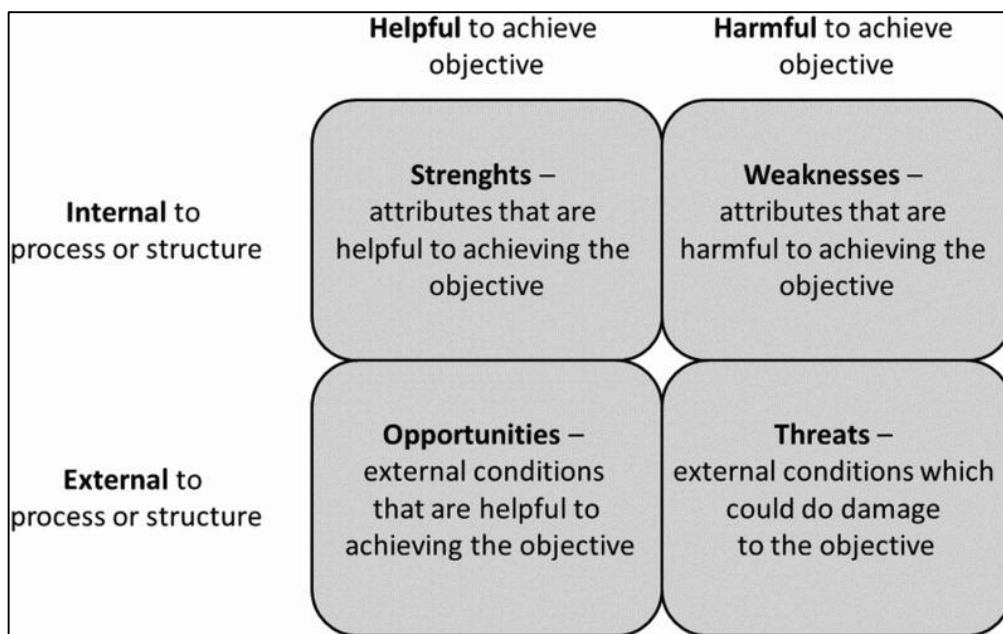 Helpful to achieve
objective
Harmful to achieve
objective
Internal to
process or structure
Strenghts –
attributes that are
helpful to achieving the
objective
Weaknesses –
attributes that are
harmful to achieving the
objective
External to
process or structure
Opportunities –
external conditions
that are helpful to
achieving the objective
Threats –
external conditions which
could do damage
to the objective